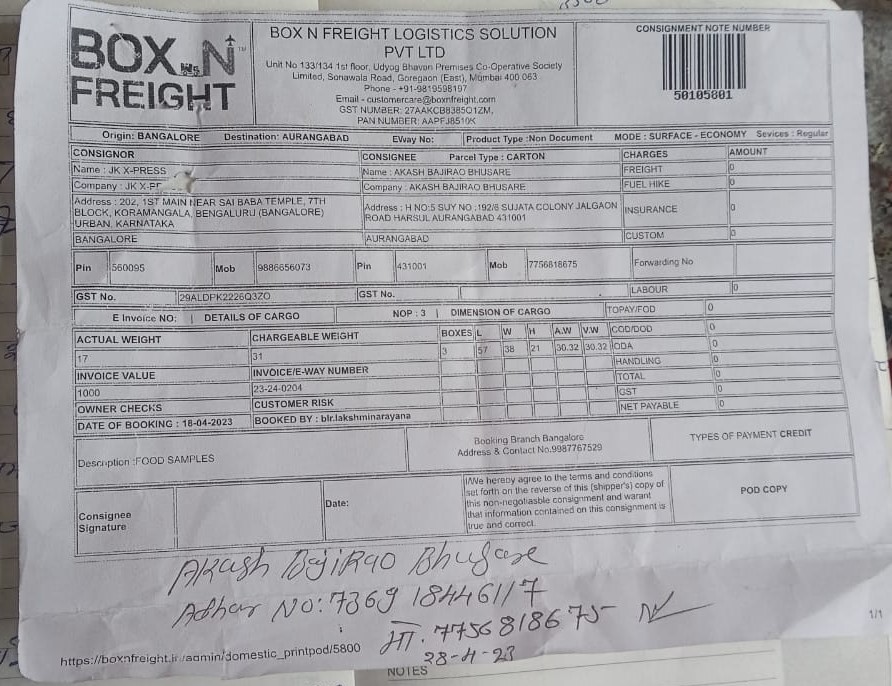 BOX N FREIGHT
BOX N FREIGHT LOGISTICS SOLUTION
PVT LTD
Unit No 133/134 1st floor, Udyog Bhavan Premises Co-Operative Society
Limited, Sonawala Road, Goregaon (East), Mumbai 400 063
Phone - +91-9819598197
Email - customercare@boxnfreight.com
GST NUMBER: 27AAKCB8385Q1ZM,
PAN NUMBER: AAPFJ8510K
CONSIGNMENT NOTE NUMBER
50105801
Origin: BANGALORE Destination: AURANGABAD EWay No: Product Type :Non Document MODE : SURFACE - ECONOMY Sevices : Regular
CONSIGNOR CONSIGNEE Parcel Type : CARTON CHARGES AMOUNT
Name : JK X-PRESS Name : AKASH BAJIRAO BHUSARE FREIGHT 0
Company : JK X-PR Company : AKASH BAJIRAO BHUSARE FUEL HIKE 0
Address : 202, 1ST MAIN NEAR SAI BABA TEMPLE, 7TH
BLOCK, KORAMANGALA, BENGALURU (BANGALORE)
URBAN, KARNATAKA
Address : H NO:5 SUY NO :192/6 SUJATA COLONY JALGAON
ROAD HARSUL AURANGABAD 431001
INSURANCE 0
BANGALORE AURANGABAD CUSTOM 0
Pin 560095 Mob 9886656073 Pin 431001 Mob 7756818675 Forwarding No
GST No. 29ALDPK2226Q3ZO GST No. LABOUR 0
E Invoice NO: | DETAILS OF CARGO NOP : 3 | DIMENSION OF CARGO TOPAY/FOD 0
ACTUAL WEIGHT CHARGEABLE WEIGHT BOXES L W H A.W V.W COD/DOD 0
17 31 3 57 38 21 30.32 30.32 ODA 0
HANDLING 0
INVOICE VALUE INVOICE/E-WAY NUMBER TOTAL 0
1000 23-24-0204 GST 0
OWNER CHECKS CUSTOMER RISK NET PAYABLE 0
DATE OF BOOKING : 18-04-2023 BOOKED BY : blr.lakshminarayana
Description :FOOD SAMPLES
Booking Branch Bangalore
Address & Contact No.9987767529
TYPES OF PAYMENT CREDIT
Consignee
Signature
Date:
I/We hereby agree to the terms and conditions
set forth on the reverse of this (shipper's) copy of
this non-negotiable consignment and warant
that information contained on this consignment is
true and correct.
POD COPY
Akash Bajirao Bhusare
Adhar NO: 7369 18446117
मो. 7756818675
28-4-23
https://boxnfreight.in/admin/domestic_printpod/5800
1/1
NOTES